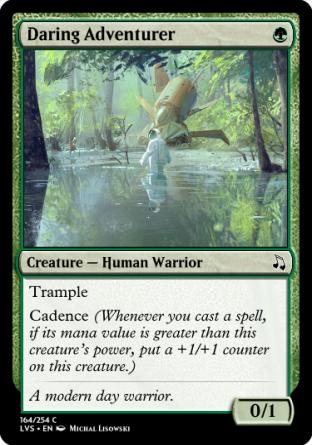 Daring Adventurer
Creature — Human Warrior
Trample
Cadence (Whenever you cast a spell,
if its mana value is greater than this
creature's power, put a +1/+1 counter
on this creature.)
A modern day warrior.
0/1
164/254 C
LVS • EN Michal Lisowski